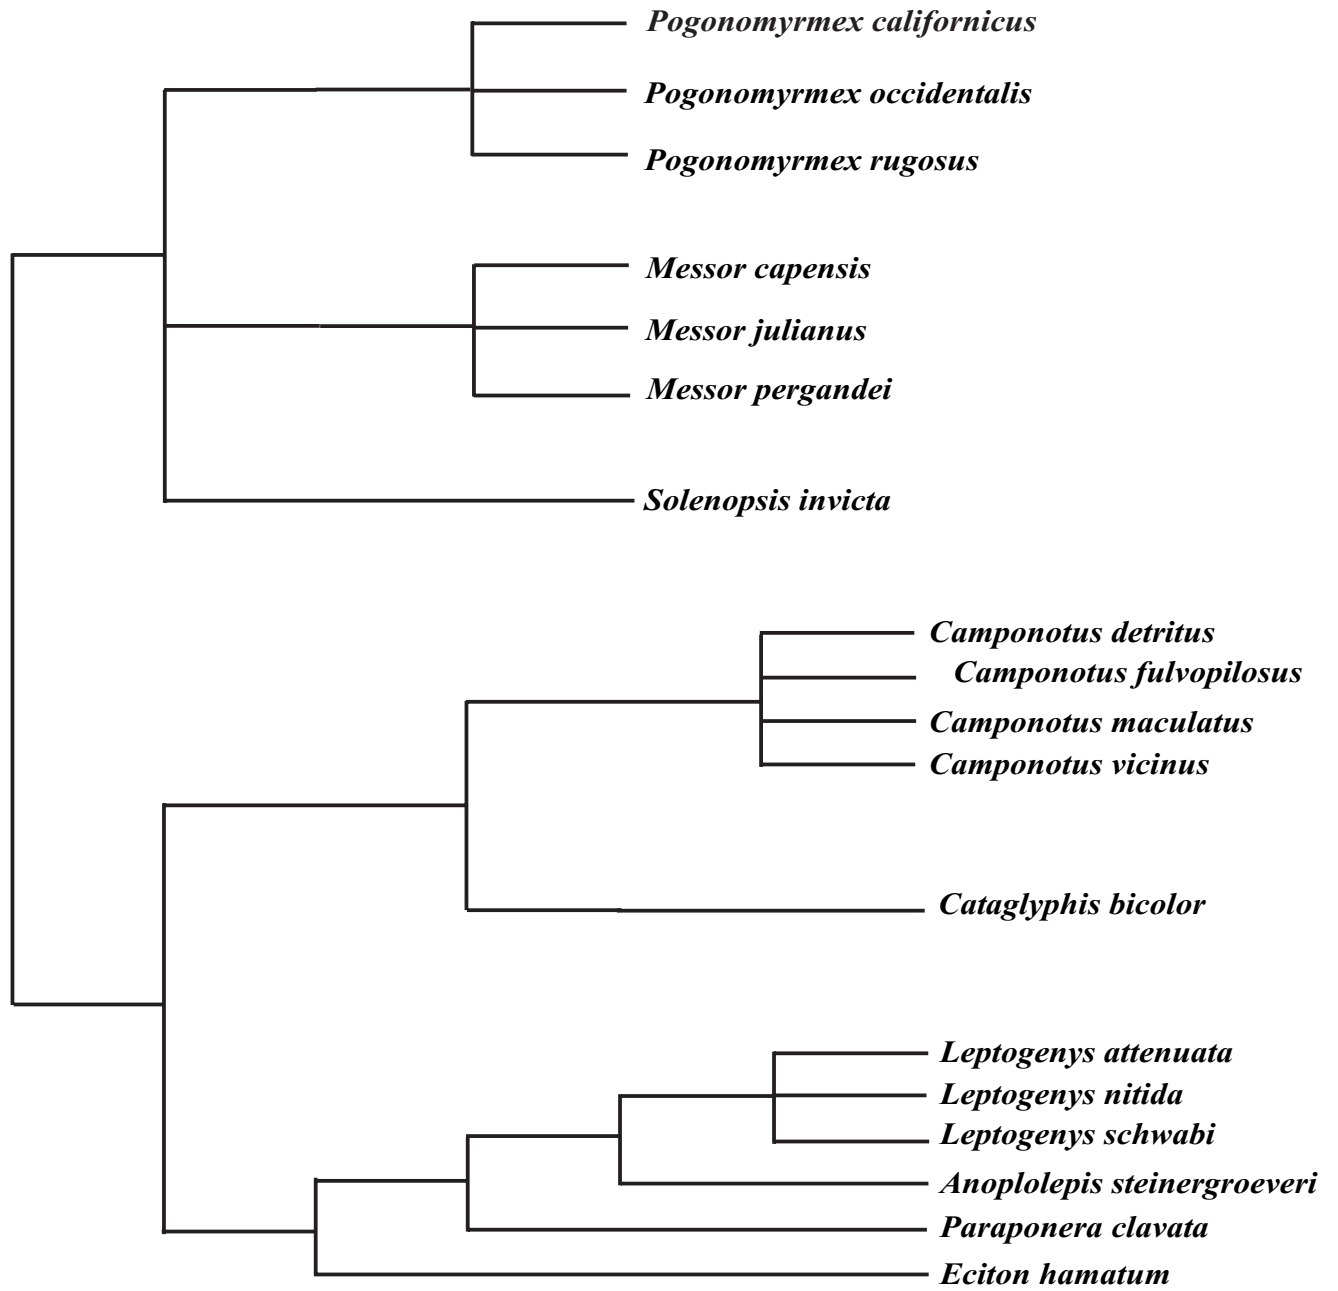 Pogonomyrmex californicus
Pogonomyrmex occidentalis
Pogonomyrmex rugosus
Messor capensis
Messor julianus
Messor pergandei
Solenopsis invicta
Camponotus detritus
Camponotus fulvopilosus
Camponotus maculatus
Camponotus vicinus
Cataglyphis bicolor
Leptogenys attenuata
Leptogenys nitida
Leptogenys schwabi
Anoplolepis steinergroeveri
Paraponera clavata
Eciton hamatum